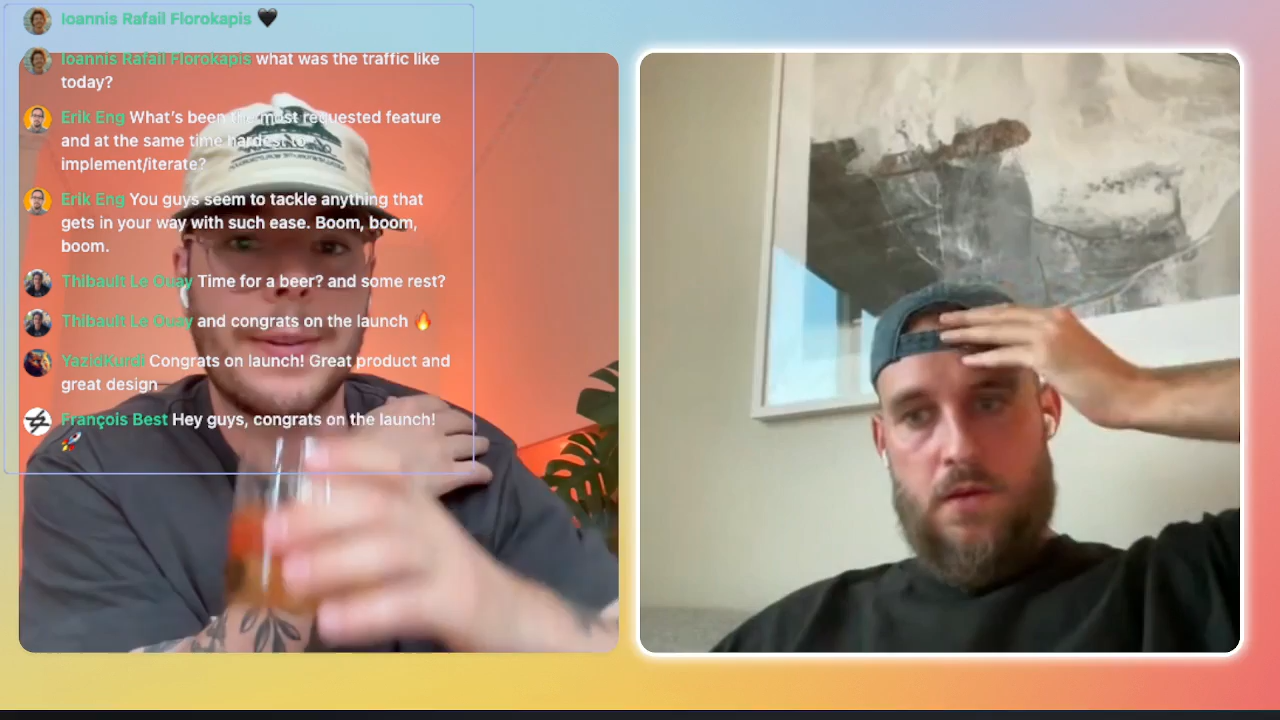 Ioannis Rafail Florokapis 🖤
Ioannis Rafail Florokapis what was the traffic like
today?
Erik Eng What's been the most requested feature
and at the same time hardest to
implement/iterate?
Erik Eng You guys seem to tackle anything that
gets in your way with such ease. Boom, boom,
boom.
Thibault Le Ouay Time for a beer? and some rest?
Thibault Le Ouay and congrats on the launch 🔥
YazidKurdi Congrats on launch! Great product and
great design
François Best Hey guys, congrats on the launch!
🚀